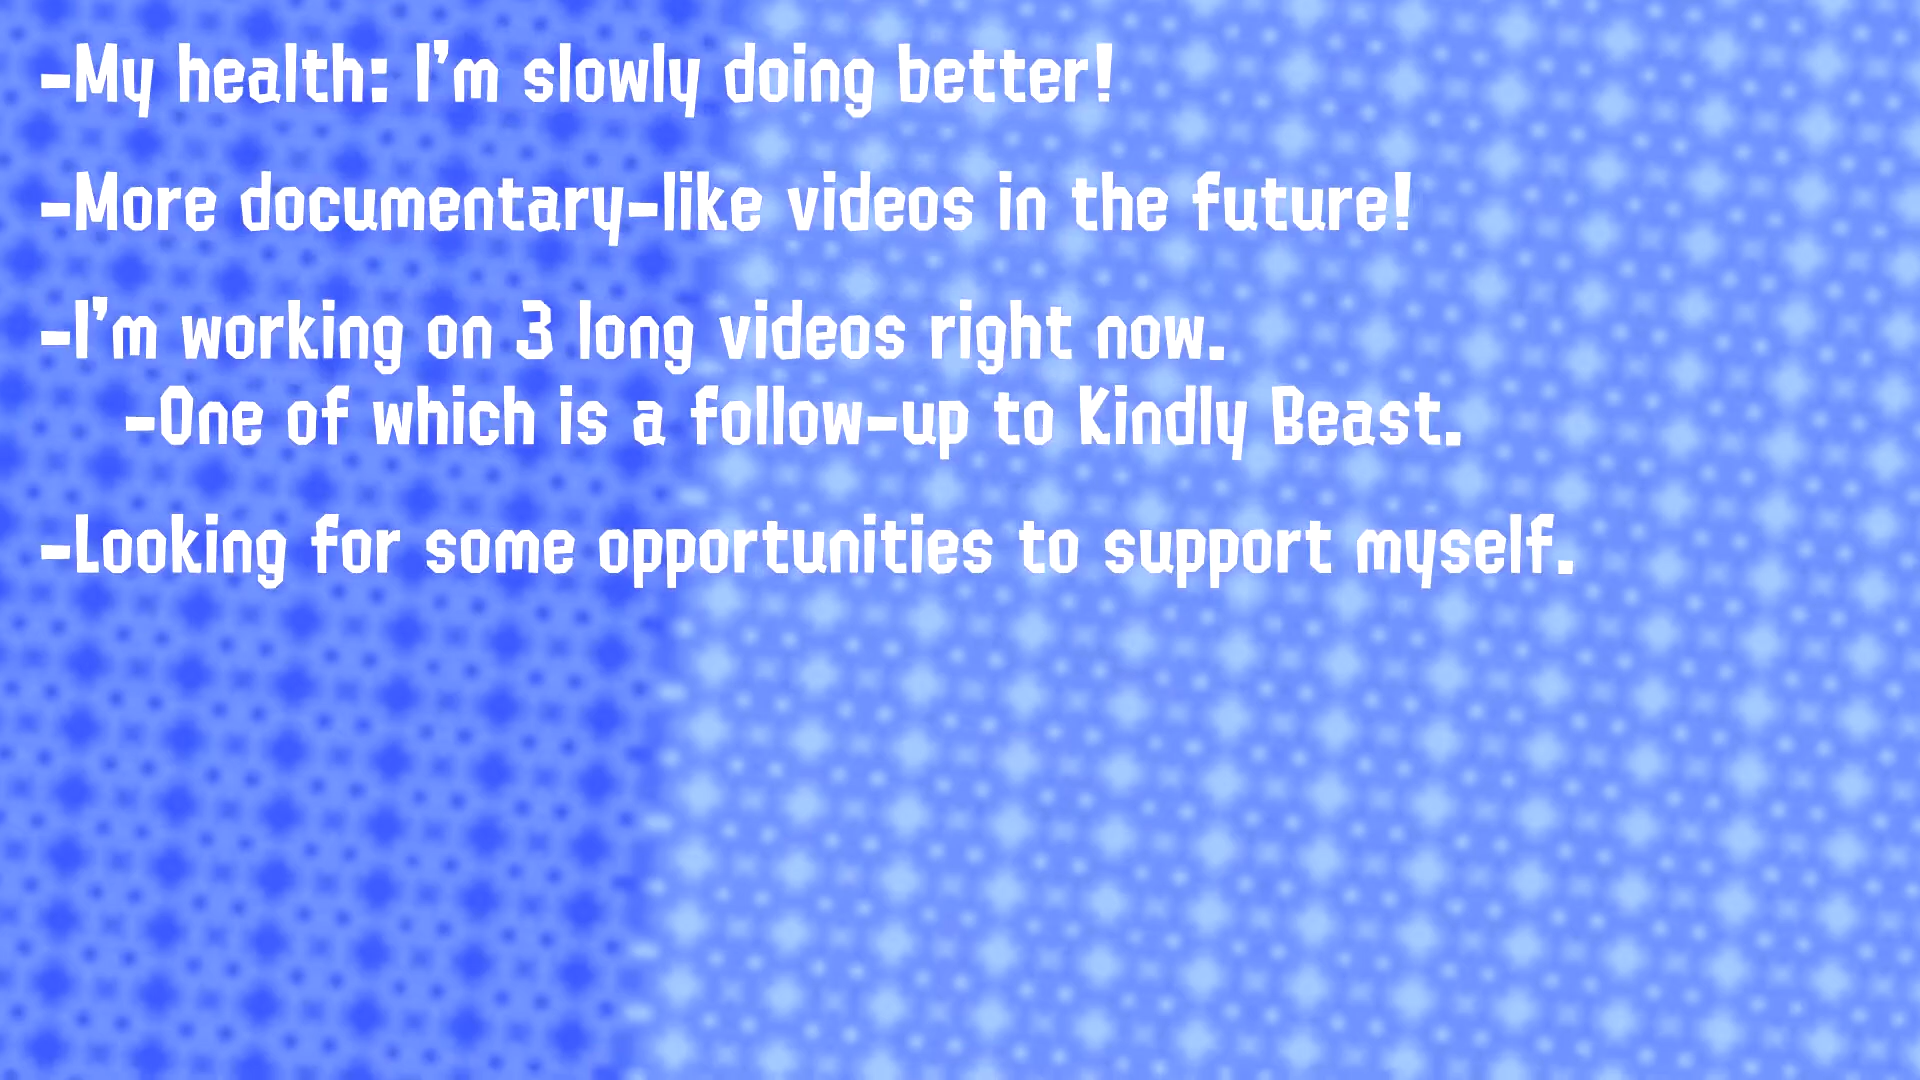 -My health: I'm slowly doing better!
-More documentary-like videos in the future!
-I'm working on 3 long videos right now.
-One of which is a follow-up to Kindly Beast.
-Looking for some opportunities to support myself.